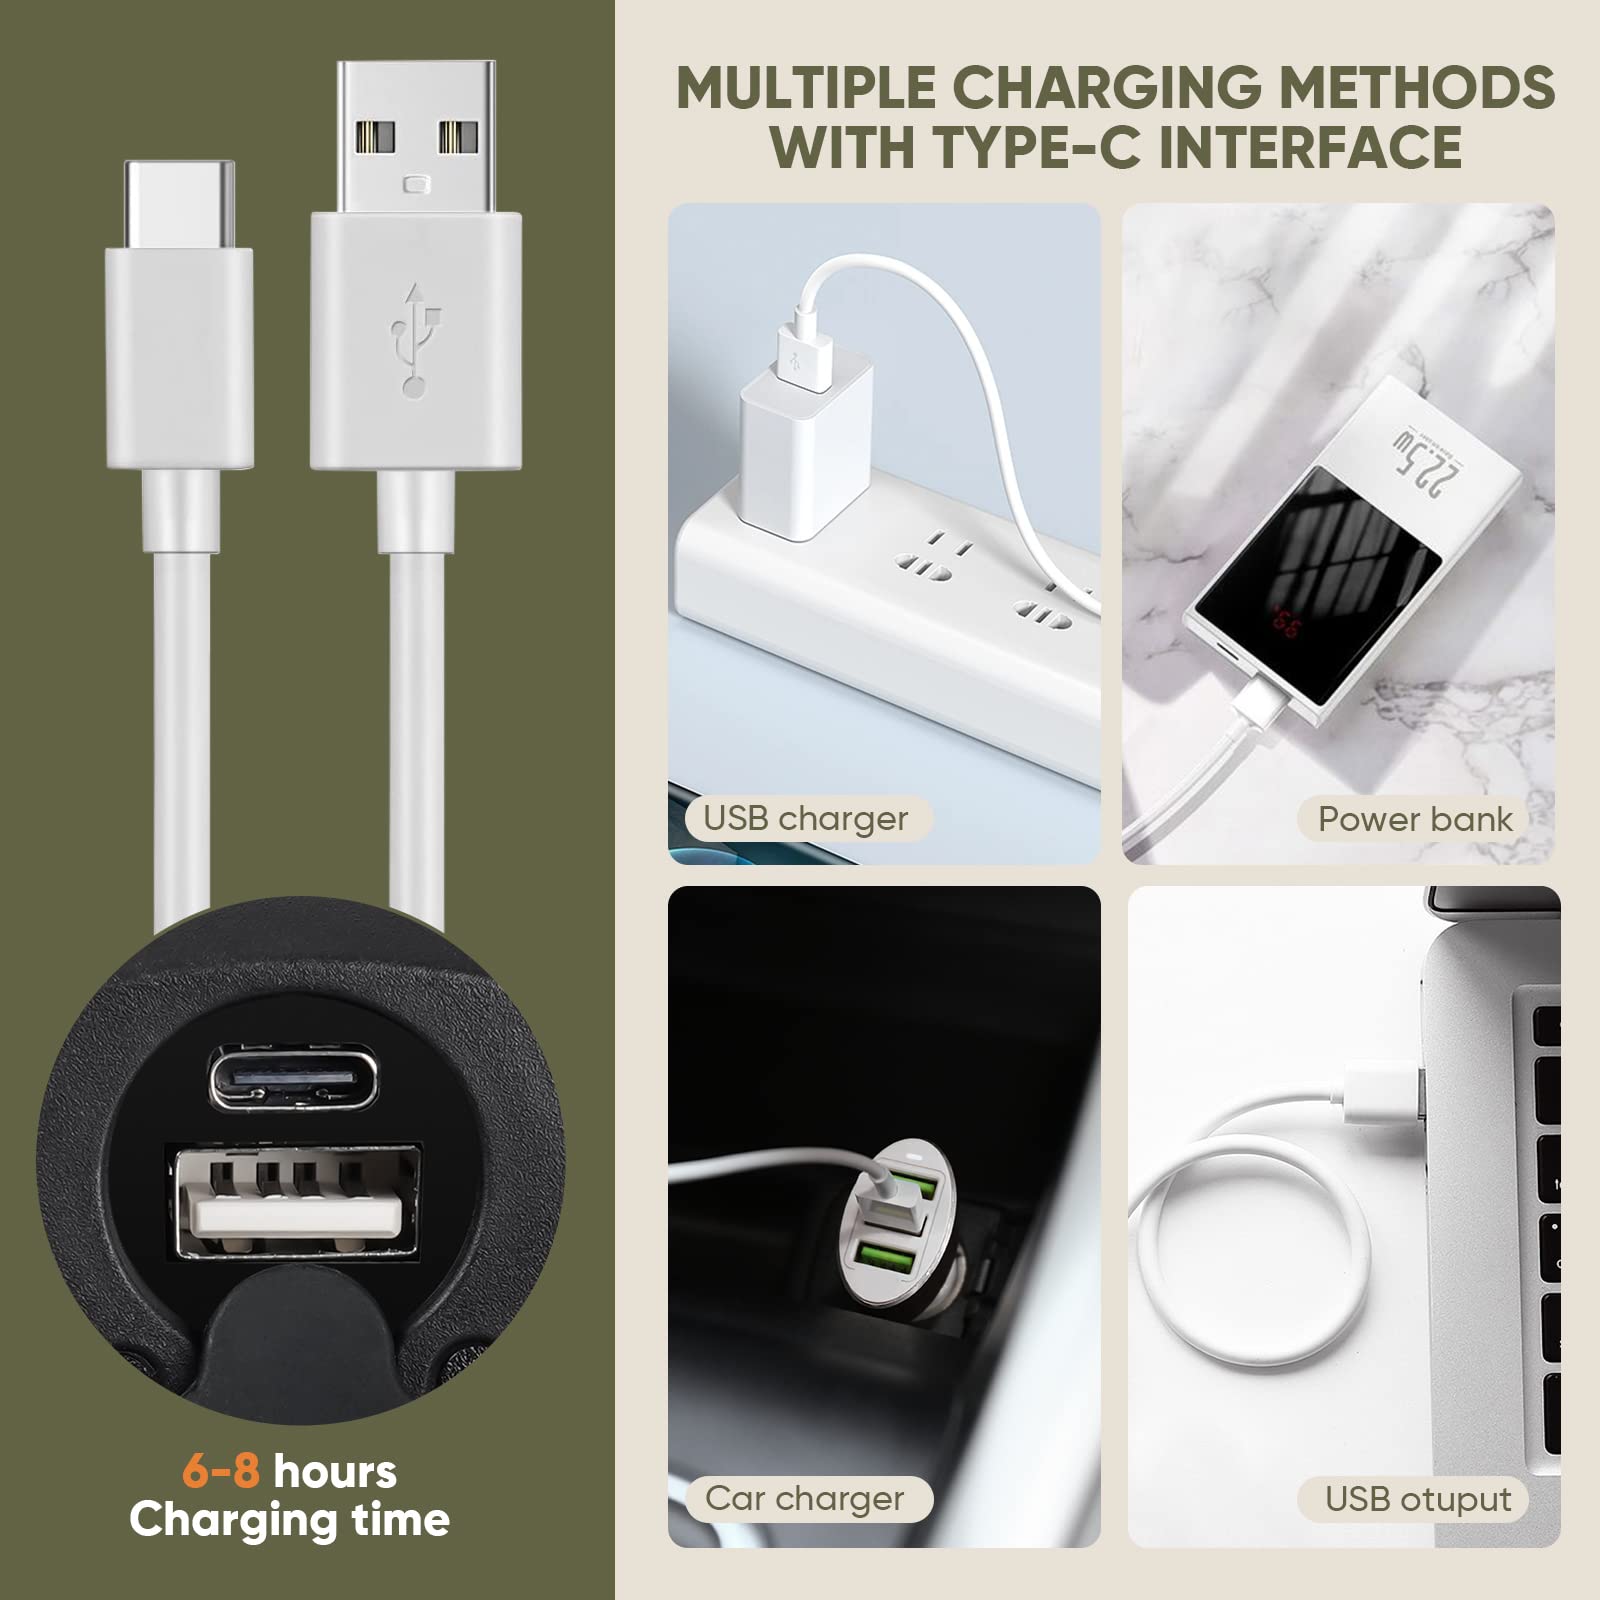 MULTIPLE CHARGING METHODS
WITH TYPE-C INTERFACE
22.5W
USB charger
Power bank
Car charger
USB otuput
6-8 hours
Charging time